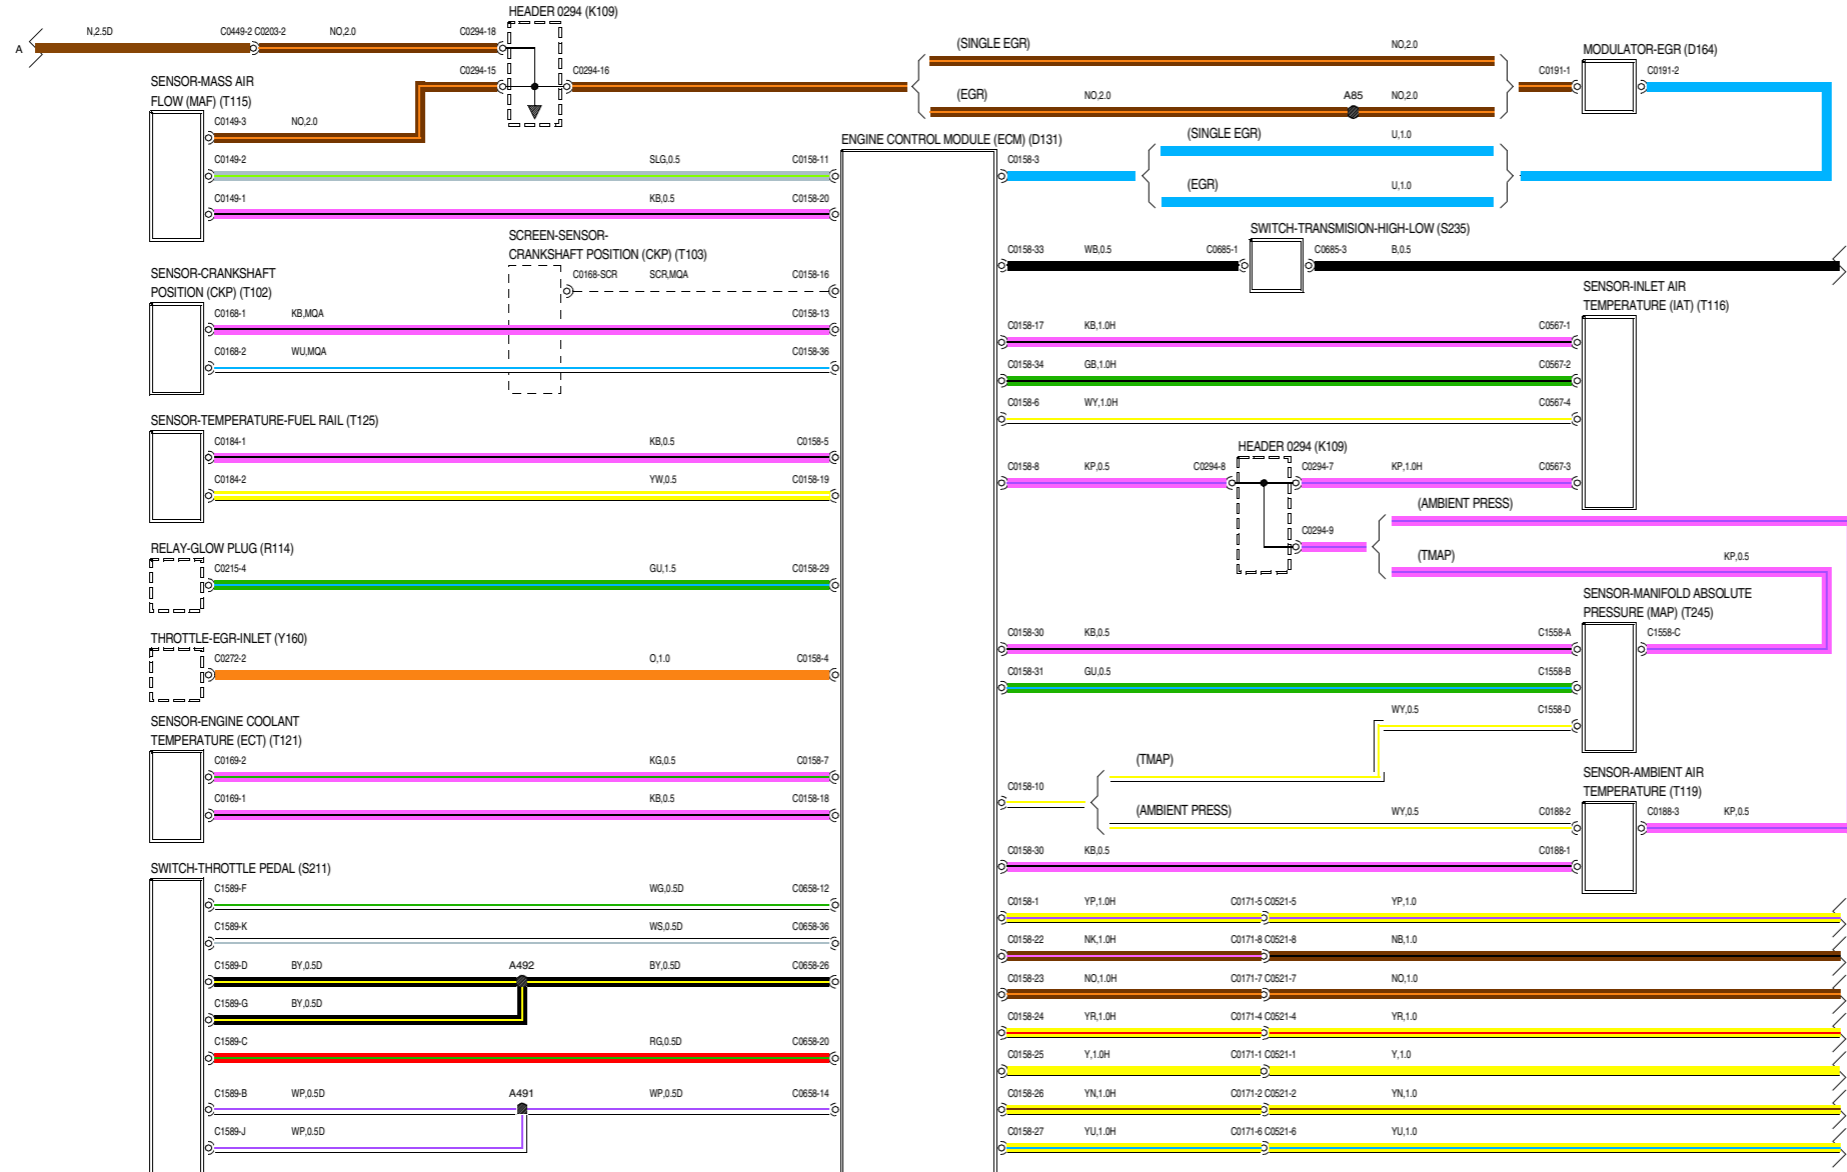 HEADER 0294 (K109)
A N,2.5D C0449-2 C0203-2 NO,2.0 C0294-18
(SINGLE EGR) NO,2.0
MODULATOR-EGR (D164)
C0294-15 C0294-16
C0191-1 C0191-2
SENSOR-MASS AIR
FLOW (MAF) (T115)
(EGR) NO,2.0 A85 NO,2.0
C0149-3 NO,2.0
ENGINE CONTROL MODULE (ECM) (D131)
(SINGLE EGR) U,1.0
C0149-2 SLG,0.5 C0158-11
C0158-3
(EGR) U,1.0
C0149-1 KB,0.5 C0158-20
SCREEN-SENSOR-
CRANKSHAFT POSITION (CKP) (T103)
SWITCH-TRANSMISION-HIGH-LOW (S235)
C0158-33 WB,0.5 C0685-1 C0685-3 B,0.5
SENSOR-CRANKSHAFT
POSITION (CKP) (T102)
C0168-SCR SCR,MQA C0158-16
SENSOR-INLET AIR
TEMPERATURE (IAT) (T116)
C0168-1 KB,MQA C0158-13
C0158-17 KB,1.0H C0567-1
C0168-2 WU,MQA C0158-36
C0158-34 GB,1.0H C0567-2
C0158-6 WY,1.0H C0567-4
SENSOR-TEMPERATURE-FUEL RAIL (T125)
C0184-1 KB,0.5 C0158-5
HEADER 0294 (K109)
C0158-8 KP,0.5 C0294-8 C0294-7 KP,1.0H C0567-3
C0184-2 YW,0.5 C0158-19
(AMBIENT PRESS)
C0294-9
(TMAP) KP,0.5
RELAY-GLOW PLUG (R114)
C0215-4 GU,1.5 C0158-29
SENSOR-MANIFOLD ABSOLUTE
PRESSURE (MAP) (T245)
THROTTLE-EGR-INLET (Y160)
C0158-30 KB,0.5 C1558-A C1558-C
C0272-2 O,1.0 C0158-4
C0158-31 GU,0.5 C1558-B
WY,0.5 C1558-D
SENSOR-ENGINE COOLANT
TEMPERATURE (ECT) (T121)
C0169-2 KG,0.5 C0158-7
(TMAP)
SENSOR-AMBIENT AIR
TEMPERATURE (T119)
C0158-10
C0169-1 KB,0.5 C0158-18
(AMBIENT PRESS) WY,0.5 C0188-2 C0188-3 KP,0.5
C0158-30 KB,0.5 C0188-1
SWITCH-THROTTLE PEDAL (S211)
C1589-F WG,0.5D C0658-12
C0158-1 YP,1.0H C0171-5 C0521-5 YP,1.0
C1589-K WS,0.5D C0658-36
C0158-22 NK,1.0H C0171-8 C0521-8 NB,1.0
C1589-D BY,0.5D A492 BY,0.5D C0658-26
C0158-23 NO,1.0H C0171-7 C0521-7 NO,1.0
C1589-G BY,0.5D
C0158-24 YR,1.0H C0171-4 C0521-4 YR,1.0
C1589-C RG,0.5D C0658-20
C0158-25 Y,1.0H C0171-1 C0521-1 Y,1.0
C1589-B WP,0.5D A491 WP,0.5D C0658-14
C0158-26 YN,1.0H C0171-2 C0521-2 YN,1.0
C1589-J WP,0.5D
C0158-27 YU,1.0H C0171-6 C0521-6 YU,1.0